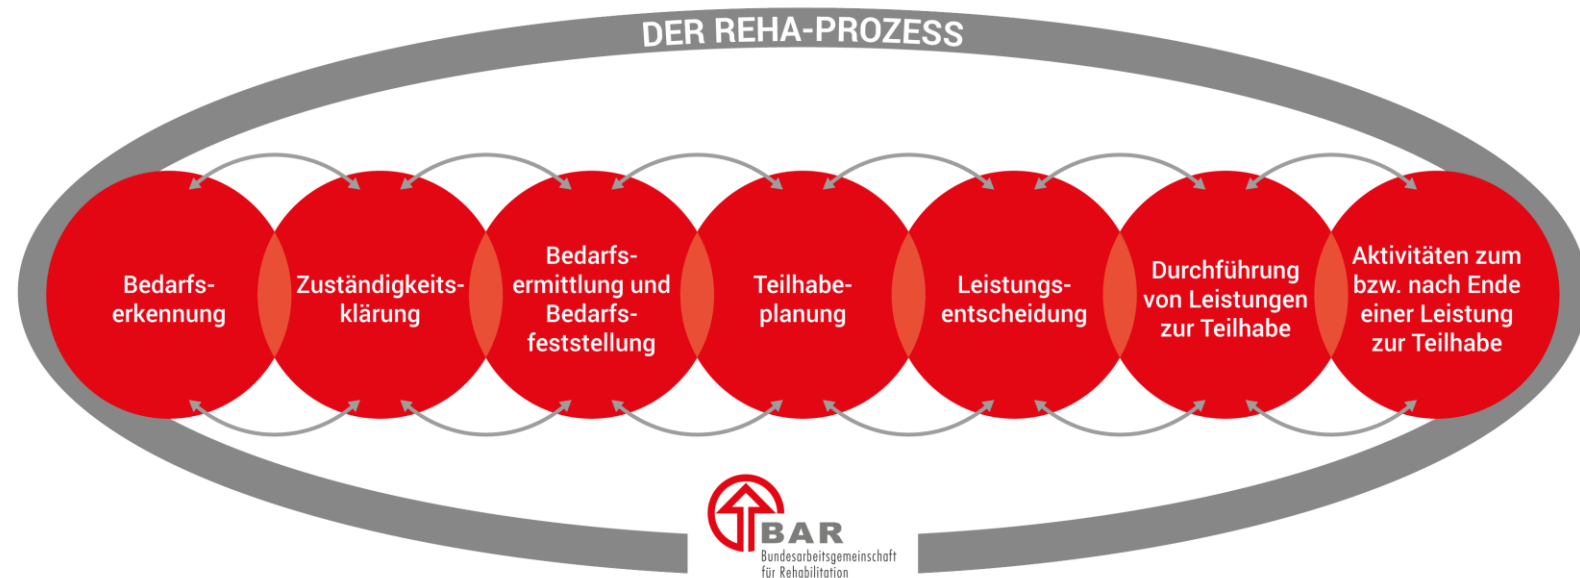 DER REHA-PROZESS
Bedarfs-
erkennung
Zuständigkeits-
klärung
Bedarfs-
ermittlung und
Bedarfs-
feststellung
Teilhabe-
planung
Leistungs-
entscheidung
Durchführung
von Leistungen
zur Teilhabe
Aktivitäten zum
bzw. nach Ende
einer Leistung
zur Teilhabe
BAR
Bundesarbeitsgemeinschaft
für Rehabilitation